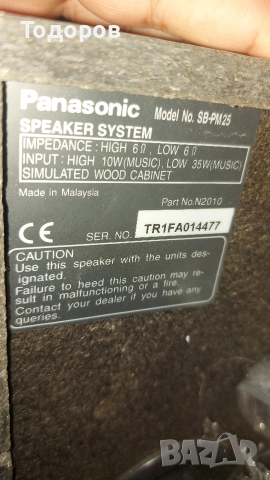 Тодоров
Panasonic Model No. SB-PM25
SPEAKER SYSTEM
IMPEDANCE: HIGH 6Ω, LOW 6Ω
INPUT: HIGH 10W(MUSIC), LOW 35W(MUSIC)
SIMULATED WOOD CABINET
Made in Malaysia
Part No.N2010
CE SER. NO. TR1FA014477
CAUTION
Use this speaker with the units des-
ignated.
Failure to heed this caution may re-
sult in malfunctioning or a fire.
Contact your dealer if you have any
queries.
BAZAR